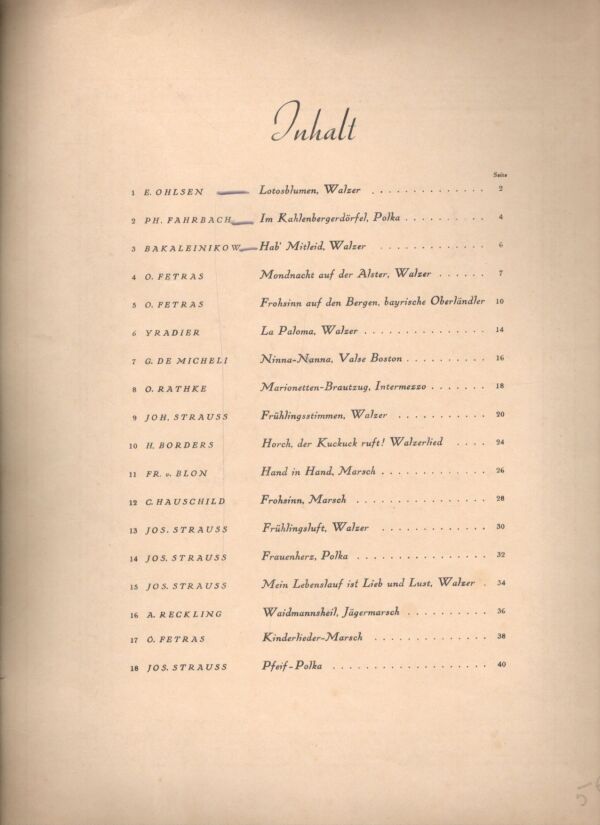 Inhalt
Seite
1 E. OHLSEN Lotosblumen, Walzer . . . . . . . . . . . . 2
2 PH. FAHRBACH Im Kahlenbergerdörfel, Polka . . . . . . . . . 4
3 BAKALEINIKOW Hab' Mitleid, Walzer . . . . . . . . . . . . 6
4 O. FETRAS Mondnacht auf der Alster, Walzer . . . . . . 7
5 O. FETRAS Frohsinn auf den Bergen, bayrische Oberländler 10
6 YRADIER La Paloma, Walzer . . . . . . . . . . . . . 14
7 G. DE MICHELI Ninna-Nanna, Valse Boston . . . . . . . . . 16
8 O. RATHKE Marionetten-Brautzug, Intermezzo . . . . . . 18
9 JOH. STRAUSS Frühlingsstimmen, Walzer . . . . . . . . . . 20
10 H. BORDERS Horch, der Kuckuck ruft! Walzerlied . . . . 24
11 FR. v. BLON Hand in Hand, Marsch . . . . . . . . . . . 26
12 C. HAUSCHILD Frohsinn, Marsch . . . . . . . . . . . . . 28
13 JOS. STRAUSS Frühlingsluft, Walzer . . . . . . . . . . . 30
14 JOS. STRAUSS Frauenherz, Polka . . . . . . . . . . . . . 32
15 JOS. STRAUSS Mein Lebenslauf ist Lieb und Lust, Walzer . 34
16 A. RECKLING Waidmannsheil, Jägermarsch . . . . . . . . 36
17 O. FETRAS Kinderlieder-Marsch . . . . . . . . . . . . 38
18 JOS. STRAUSS Pfeif-Polka . . . . . . . . . . . . . . . . 40